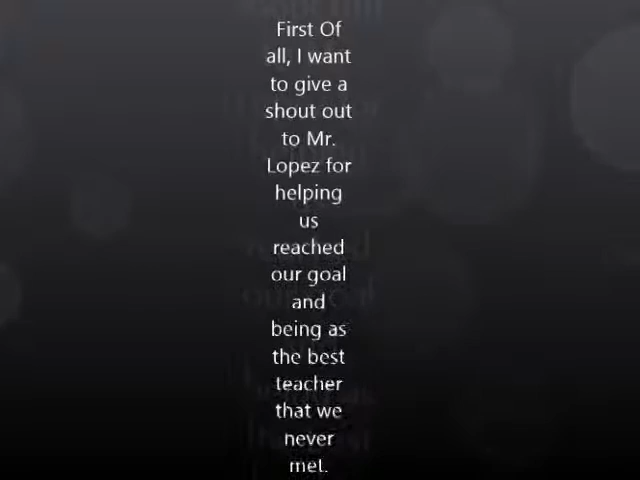 First Of
all, I want
to give a
shout out
to Mr.
Lopez for
helping
us
reached
our goal
and
being as
the best
teacher
that we
never
met.